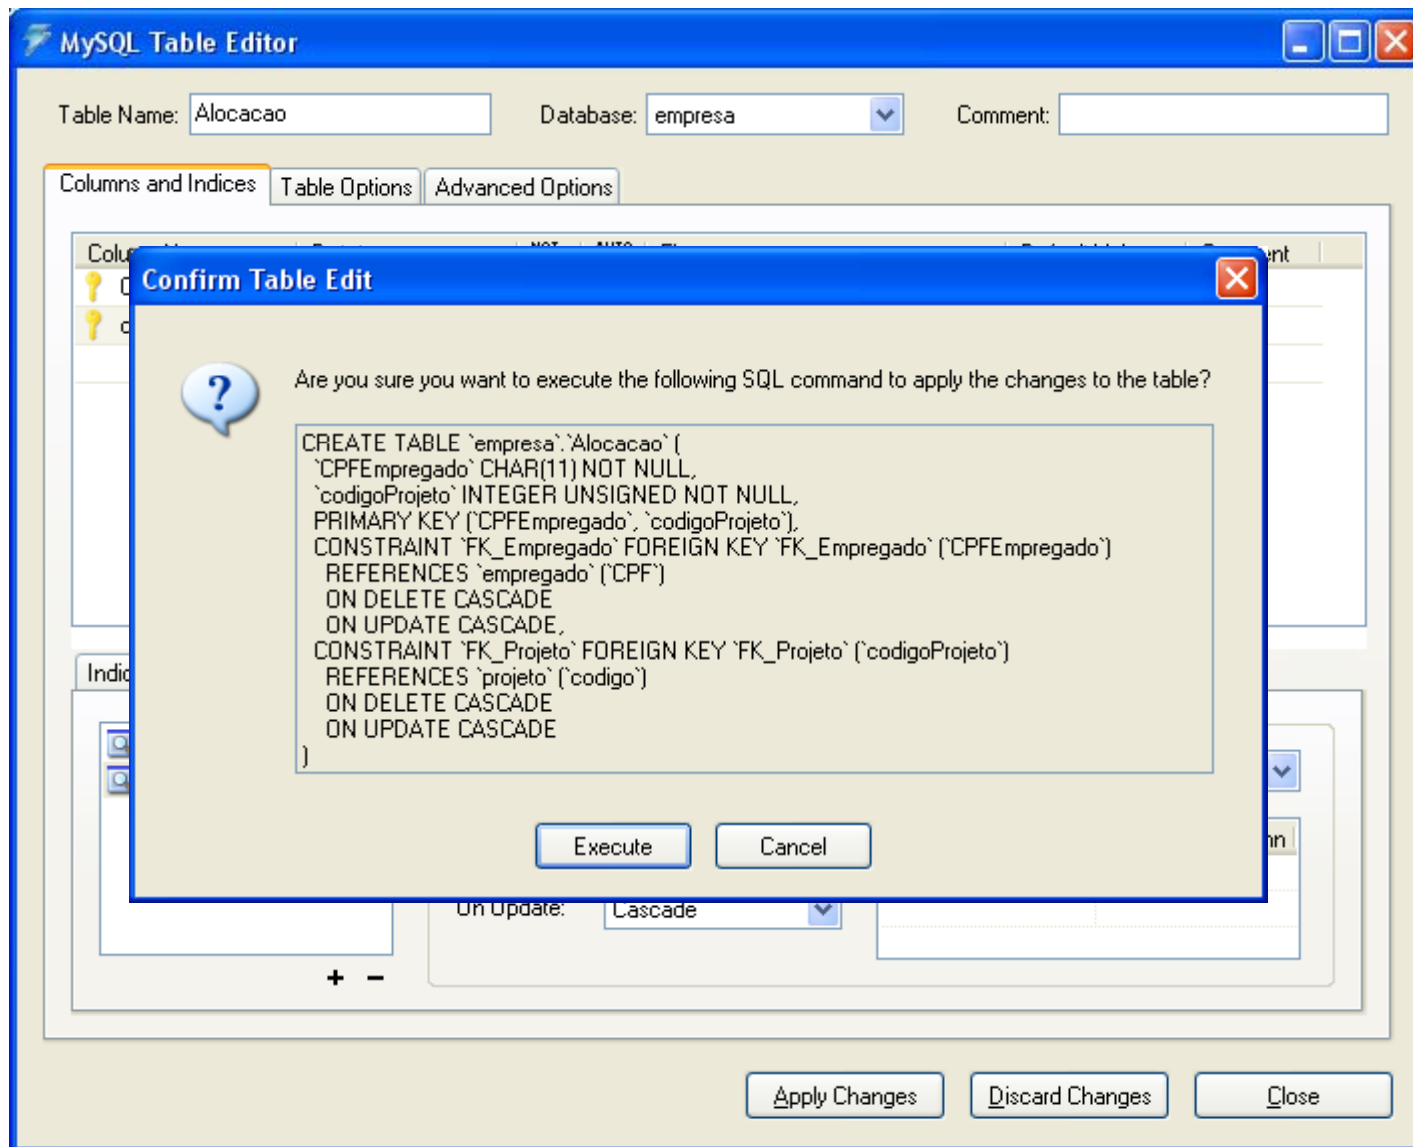 MySQL Table Editor
Table Name: Alocacao Database: empresa Comment:
Columns and Indices Table Options Advanced Options
Confirm Table Edit
Are you sure you want to execute the following SQL command to apply the changes to the table?
CREATE TABLE `empresa`.`Alocacao` (
`CPFEmpregado` CHAR(11) NOT NULL,
`codigoProjeto` INTEGER UNSIGNED NOT NULL,
PRIMARY KEY (`CPFEmpregado`, `codigoProjeto`),
CONSTRAINT `FK_Empregado` FOREIGN KEY `FK_Empregado` (`CPFEmpregado`)
REFERENCES `empregado` (`CPF`)
ON DELETE CASCADE
ON UPDATE CASCADE,
CONSTRAINT `FK_Projeto` FOREIGN KEY `FK_Projeto` (`codigoProjeto`)
REFERENCES `projeto` (`codigo`)
ON DELETE CASCADE
ON UPDATE CASCADE
)
Execute Cancel
On Update: Cascade
+ −
Apply Changes Discard Changes Close